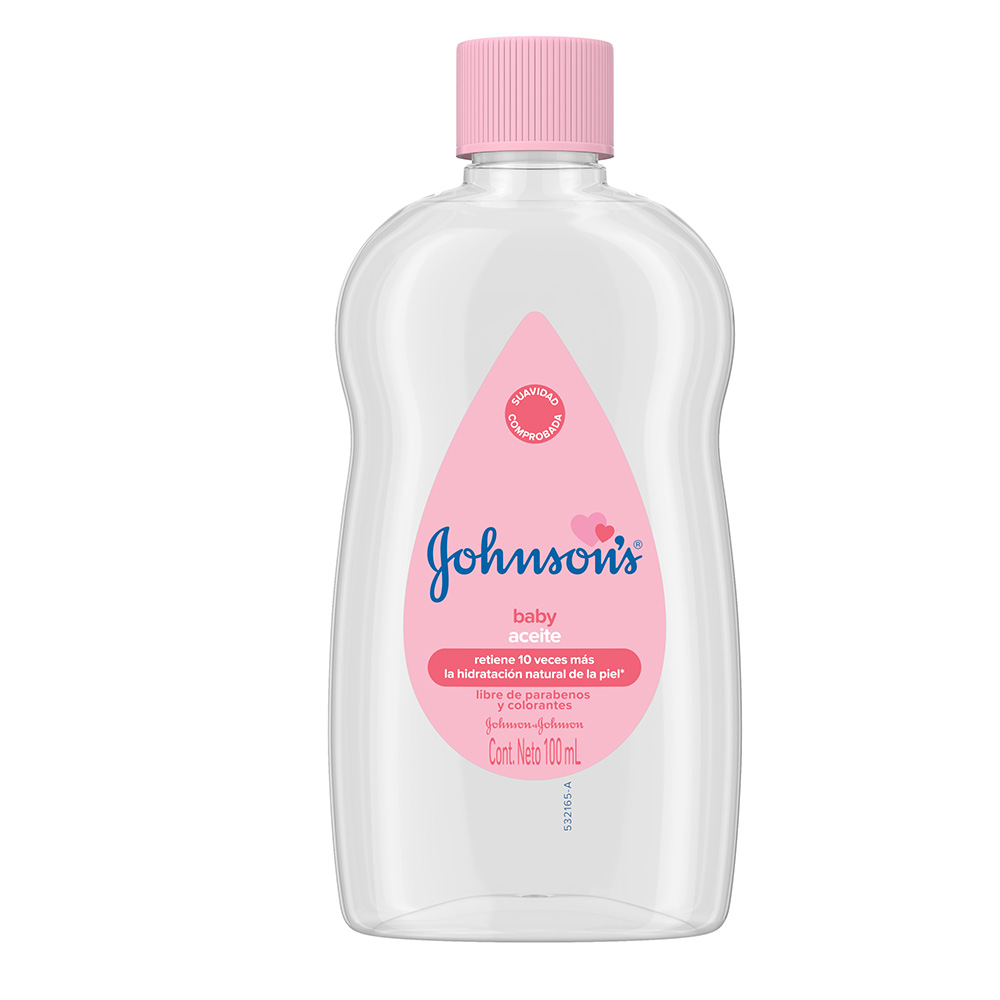 SUAVIDAD
COMPROBADA
Johnson's®
baby
aceite
retiene 10 veces más
la hidratación natural de la piel*
libre de parabenos
y colorantes
Johnson & Johnson
Cont. Neto 100 mL
532165-A